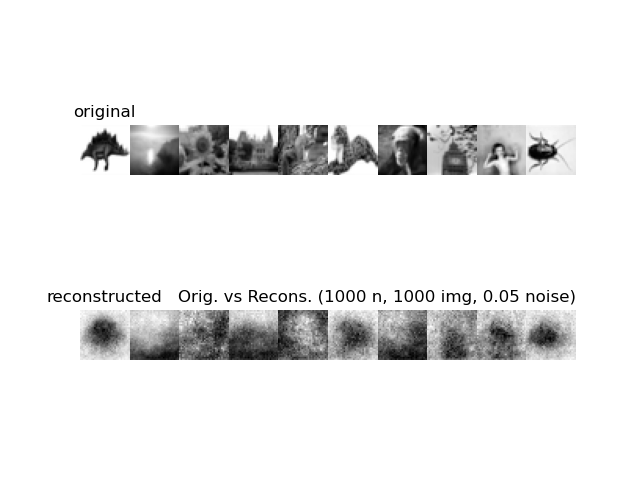 original
reconstructed
Orig. vs Recons. (1000 n, 1000 img, 0.05 noise)